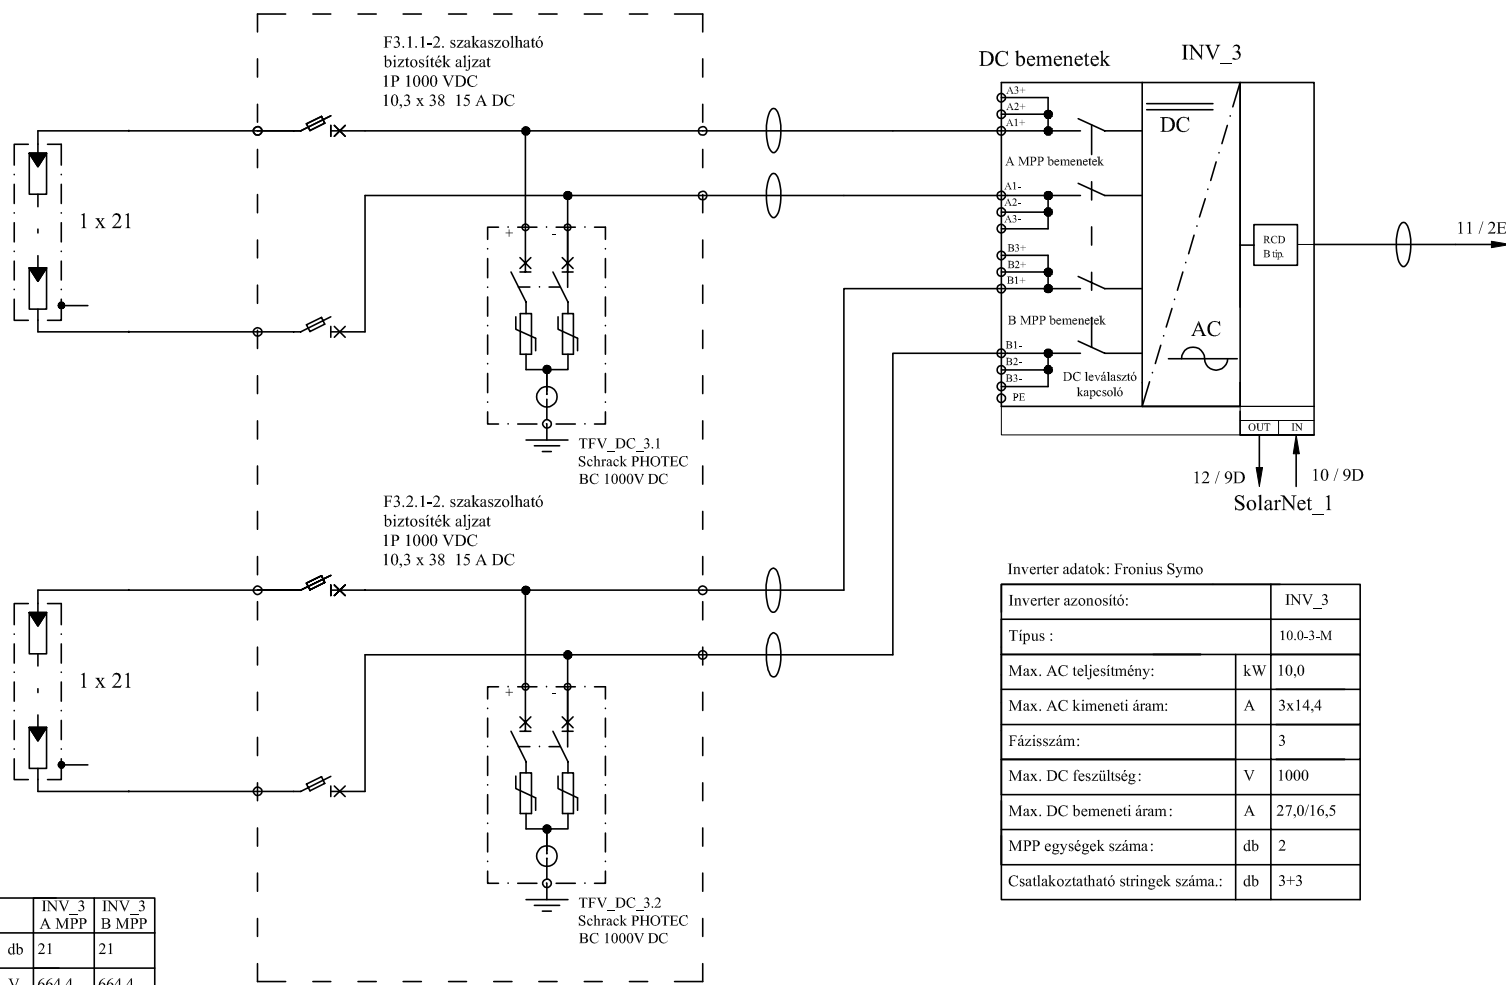 F3.1.1-2. szakaszolható
biztosíték aljzat
1P 1000 VDC
10,3 x 38  15 A DC
1 x 21
+ -
TFV_DC_3.1
Schrack PHOTEC
BC 1000V DC
F3.2.1-2. szakaszolható
biztosíték aljzat
1P 1000 VDC
10,3 x 38  15 A DC
1 x 21
+ -
TFV_DC_3.2
Schrack PHOTEC
BC 1000V DC
DC bemenetek
INV_3
A3+
A2+
A1+
A MPP bemenetek
A1-
A2-
A3-
B3+
B2+
B1+
B MPP bemenetek
B1-
B2-
B3-
PE
DC leválasztó
kapcsoló
DC
AC
RCD
B tip.
11 / 2E
OUT IN
12 / 9D 10 / 9D
SolarNet_1
Inverter adatok: Fronius Symo
Inverter azonosító: INV_3
Típus : 10.0-3-M
Max. AC teljesítmény: kW 10,0
Max. AC kimeneti áram: A 3x14,4
Fázisszám: 3
Max. DC feszültség: V 1000
Max. DC bemeneti áram: A 27,0/16,5
MPP egységek száma: db 2
Csatlakoztatható stringek száma.: db 3+3
INV_3 INV_3
A MPP B MPP
db 21 21
V 664,4 664,4